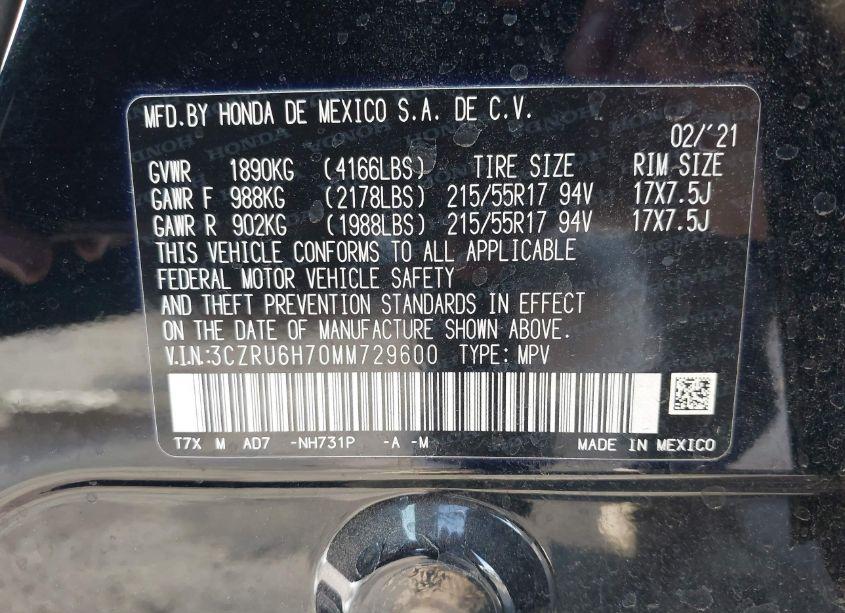 MFD.BY HONDA DE MEXICO S.A. DE C.V.
02/'21
GVWR 1890KG (4166LBS) TIRE SIZE RIM SIZE
GAWR F 988KG (2178LBS) 215/55R17 94V 17X7.5J
GAWR R 902KG (1988LBS) 215/55R17 94V 17X7.5J
THIS VEHICLE CONFORMS TO ALL APPLICABLE
FEDERAL MOTOR VEHICLE SAFETY
AND THEFT PREVENTION STANDARDS IN EFFECT
ON THE DATE OF MANUFACTURE SHOWN ABOVE.
V.I.N.:3CZRU6H70MM729600 TYPE: MPV
T7X M AD7 -NH731P -A -M MADE IN MEXICO